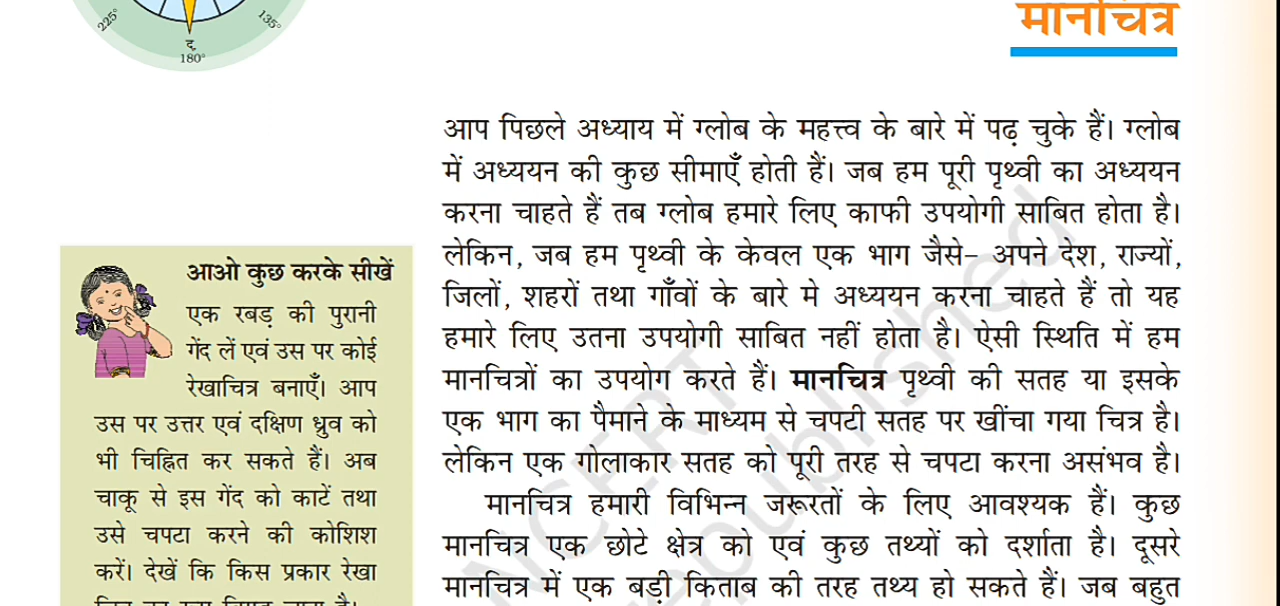 मानचित्र
225°
135°
द.
180°
आप पिछले अध्याय में ग्लोब के महत्त्व के बारे में पढ़ चुके हैं। ग्लोब
में अध्ययन की कुछ सीमाएँ होती हैं। जब हम पूरी पृथ्वी का अध्ययन
करना चाहते हैं तब ग्लोब हमारे लिए काफी उपयोगी साबित होता है।
लेकिन, जब हम पृथ्वी के केवल एक भाग जैसे– अपने देश, राज्यों,
जिलों, शहरों तथा गाँवों के बारे मे अध्ययन करना चाहते हैं तो यह
हमारे लिए उतना उपयोगी साबित नहीं होता है। ऐसी स्थिति में हम
मानचित्रों का उपयोग करते हैं। मानचित्र पृथ्वी की सतह या इसके
एक भाग का पैमाने के माध्यम से चपटी सतह पर खींचा गया चित्र है।
लेकिन एक गोलाकार सतह को पूरी तरह से चपटा करना असंभव है।
मानचित्र हमारी विभिन्न जरूरतों के लिए आवश्यक हैं। कुछ
मानचित्र एक छोटे क्षेत्र को एवं कुछ तथ्यों को दर्शाता है। दूसरे
मानचित्र में एक बड़ी किताब की तरह तथ्य हो सकते हैं। जब बहुत
आओ कुछ करके सीखें
एक रबड़ की पुरानी
गेंद लें एवं उस पर कोई
रेखाचित्र बनाएँ। आप
उस पर उत्तर एवं दक्षिण ध्रुव को
भी चिह्नित कर सकते हैं। अब
चाकू से इस गेंद को काटें तथा
उसे चपटा करने की कोशिश
करें। देखें कि किस प्रकार रेखा
NCERT
republished